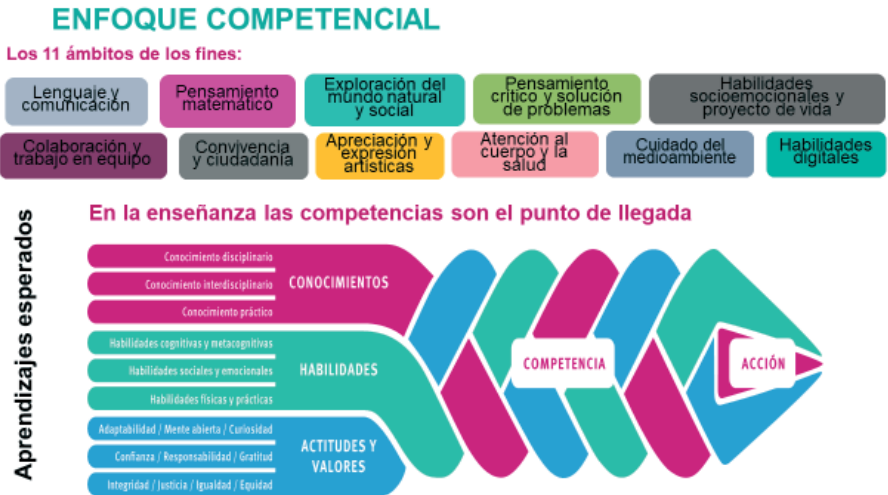 ENFOQUE COMPETENCIAL
Los 11 ámbitos de los fines:
Lenguaje y
comunicación
Pensamiento
matemático
Exploración del
mundo natural
y social
Pensamiento
crítico y solución
de problemas
Habilidades
socioemocionales y
proyecto de vida
Colaboración y
trabajo en equipo
Convivencia
y ciudadanía
Apreciación y
expresión
artísticas
Atención al
cuerpo y la
salud
Cuidado del
medioambiente
Habilidades
digitales
Aprendizajes esperados
En la enseñanza las competencias son el punto de llegada
Conocimiento disciplinario
Conocimiento interdisciplinario
Conocimiento práctico
CONOCIMIENTOS
Habilidades cognitivas y metacognitivas
Habilidades sociales y emocionales
Habilidades físicas y prácticas
HABILIDADES
Adaptabilidad / Mente abierta / Curiosidad
Confianza / Responsabilidad / Gratitud
Integridad / Justicia / Igualdad / Equidad
ACTITUDES Y
VALORES
COMPETENCIA
ACCIÓN